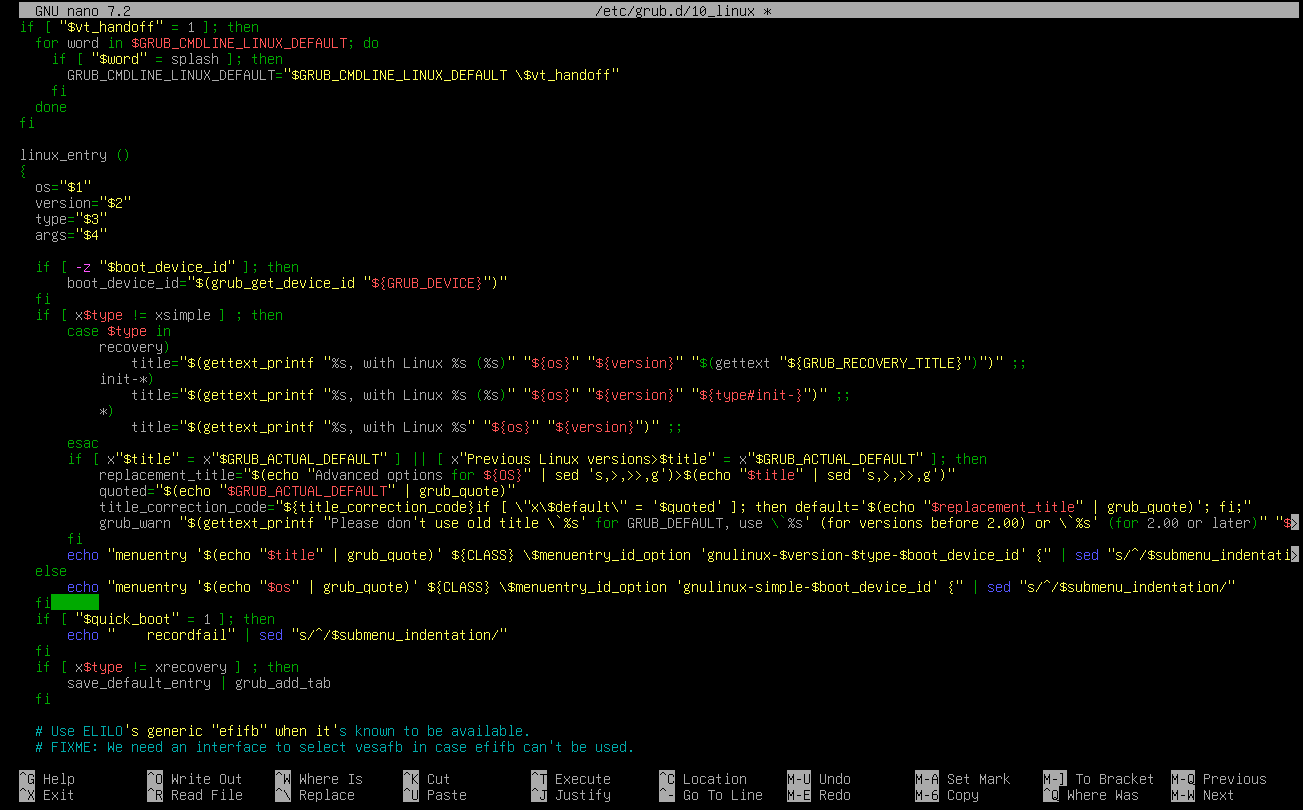 GNU nano 7.2 /etc/grub.d/10_linux *
if [ "$vt_handoff" = 1 ]; then
  for word in $GRUB_CMDLINE_LINUX_DEFAULT; do
    if [ "$word" = splash ]; then
      GRUB_CMDLINE_LINUX_DEFAULT="$GRUB_CMDLINE_LINUX_DEFAULT \$vt_handoff"
    fi
  done
fi

linux_entry ()
{
  os="$1"
  version="$2"
  type="$3"
  args="$4"

  if [ -z "$boot_device_id" ]; then
      boot_device_id="$(grub_get_device_id "${GRUB_DEVICE}")"
  fi
  if [ x$type != xsimple ] ; then
      case $type in
          recovery)
              title="$(gettext_printf "%s, with Linux %s (%s)" "${os}" "${version}" "$(gettext "${GRUB_RECOVERY_TITLE}")")" ;;
          init-*)
              title="$(gettext_printf "%s, with Linux %s (%s)" "${os}" "${version}" "${type#init-}")" ;;
          *)
              title="$(gettext_printf "%s, with Linux %s" "${os}" "${version}")" ;;
      esac
      if [ x"$title" = x"$GRUB_ACTUAL_DEFAULT" ] || [ x"Previous Linux versions>$title" = x"$GRUB_ACTUAL_DEFAULT" ]; then
          replacement_title="$(echo "Advanced options for ${OS}" | sed 's,>,>>,g')>$(echo "$title" | sed 's,>,>>,g')"
          quoted="$(echo "$GRUB_ACTUAL_DEFAULT" | grub_quote)"
          title_correction_code="${title_correction_code}if [ \"x\$default\" = '$quoted' ]; then default='$(echo "$replacement_title" | grub_quote)'; fi;"
          grub_warn "$(gettext_printf "Please don't use old title \`%s' for GRUB_DEFAULT, use \`%s' (for versions before 2.00) or \`%s' (for 2.00 or later)" "$>
      fi
      echo "menuentry '$(echo "$title" | grub_quote)' ${CLASS} \$menuentry_id_option 'gnulinux-$version-$type-$boot_device_id' {" | sed "s/^/$submenu_indentati>
  else
      echo "menuentry '$(echo "$os" | grub_quote)' ${CLASS} \$menuentry_id_option 'gnulinux-simple-$boot_device_id' {" | sed "s/^/$submenu_indentation/"
  fi
  if [ "$quick_boot" = 1 ]; then
      echo "    recordfail" | sed "s/^/$submenu_indentation/"
  fi
  if [ x$type != xrecovery ] ; then
      save_default_entry | grub_add_tab
  fi

  # Use ELILO's generic "efifb" when it's known to be available.
  # FIXME: We need an interface to select vesafb in case efifb can't be used.

^G Help ^O Write Out ^W Where Is ^K Cut ^T Execute ^C Location M-U Undo M-A Set Mark M-] To Bracket M-Q Previous
^X Exit ^R Read File ^\ Replace ^U Paste ^J Justify ^- Go To Line M-E Redo M-6 Copy ^Q Where Was M-W Next